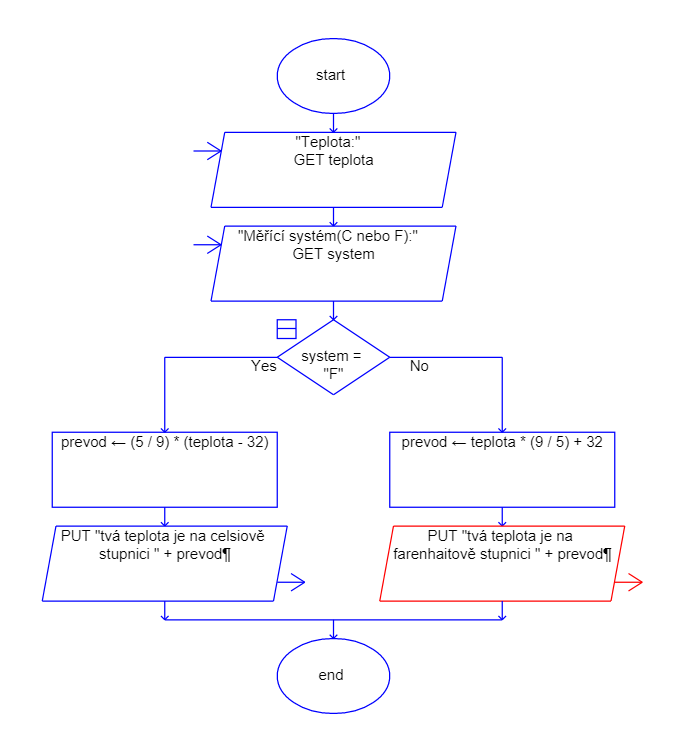 start
"Teplota:"
GET teplota
"Měřící systém(C nebo F):"
GET system
system =
"F"
Yes
No
prevod ← (5 / 9) * (teplota - 32)
prevod ← teplota * (9 / 5) + 32
PUT "tvá teplota je na celsiově
stupnici " + prevod¶
PUT "tvá teplota je na
farenhaitově stupnici " + prevod¶
end